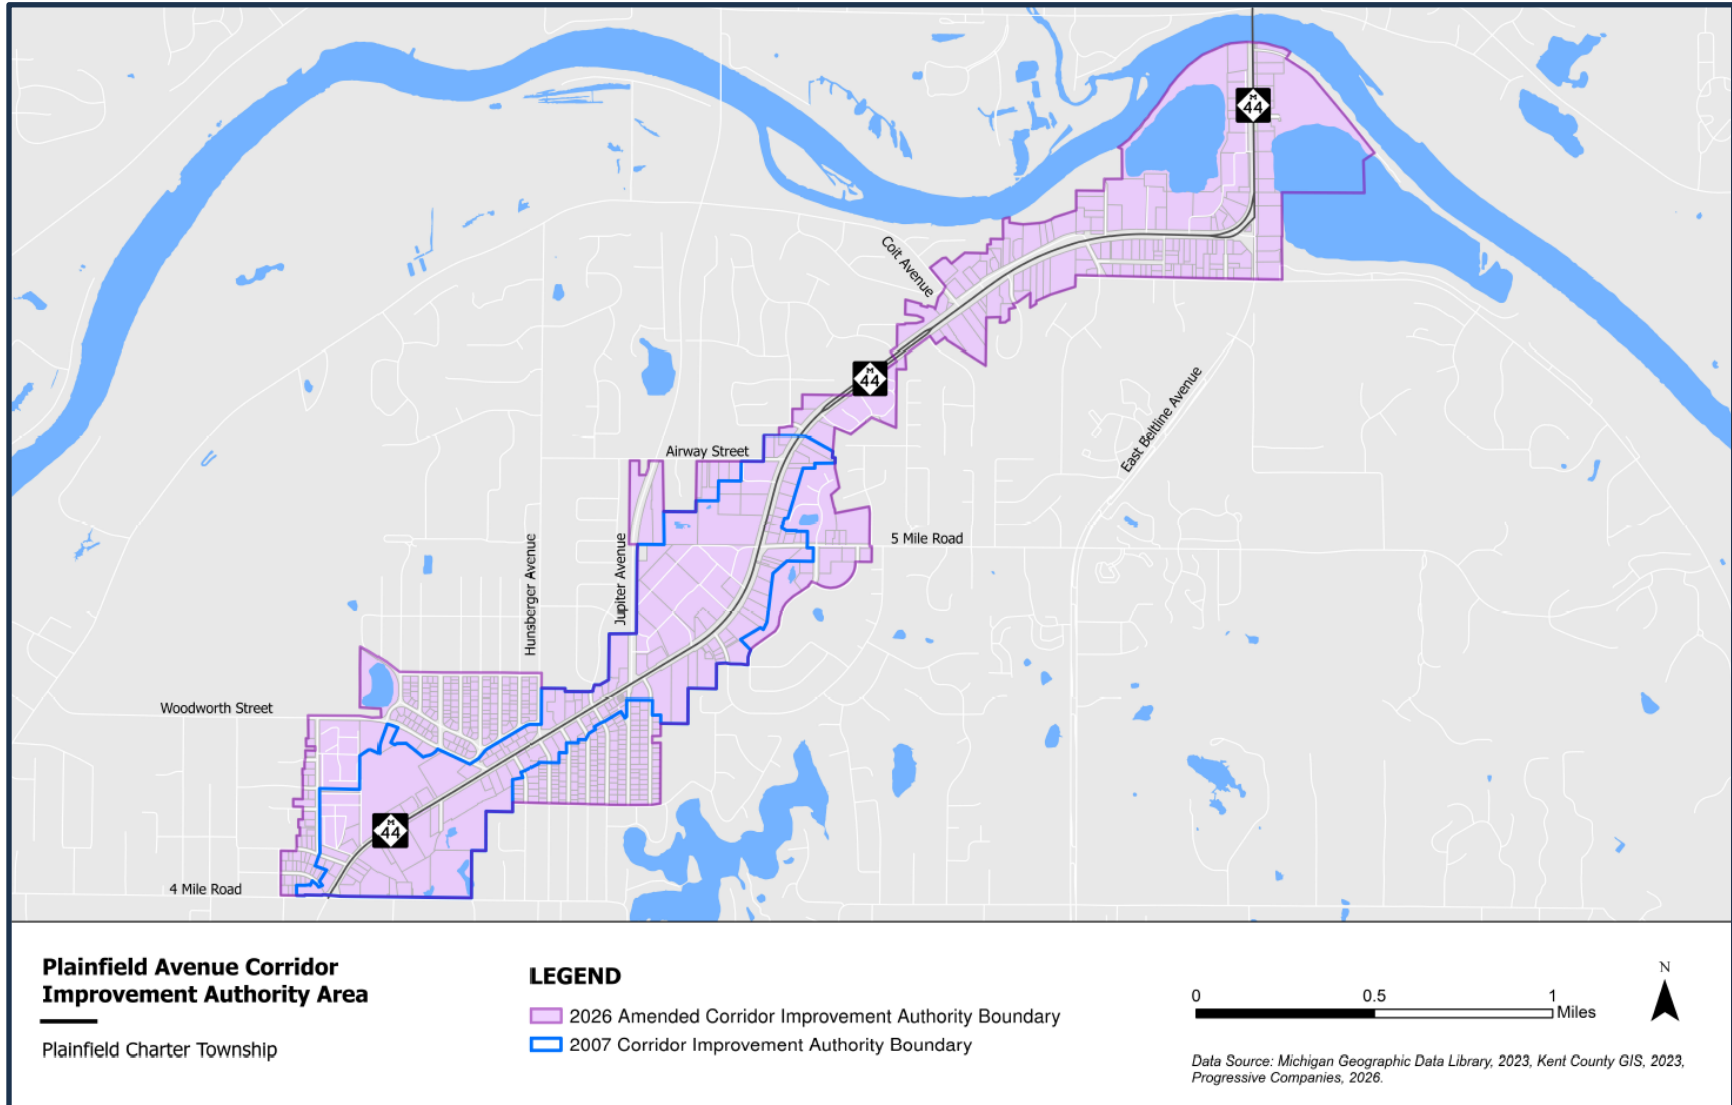 M
44
Coit Avenue
M
44
East Beltline Avenue
Airway Street
5 Mile Road
Hunsberger Avenue
Jupiter Avenue
Woodworth Street
M
44
4 Mile Road
Plainfield Avenue Corridor
Improvement Authority Area
Plainfield Charter Township
LEGEND
2026 Amended Corridor Improvement Authority Boundary
2007 Corridor Improvement Authority Boundary
0 0.5 1
Miles
N
Data Source: Michigan Geographic Data Library, 2023, Kent County GIS, 2023,
Progressive Companies, 2026.